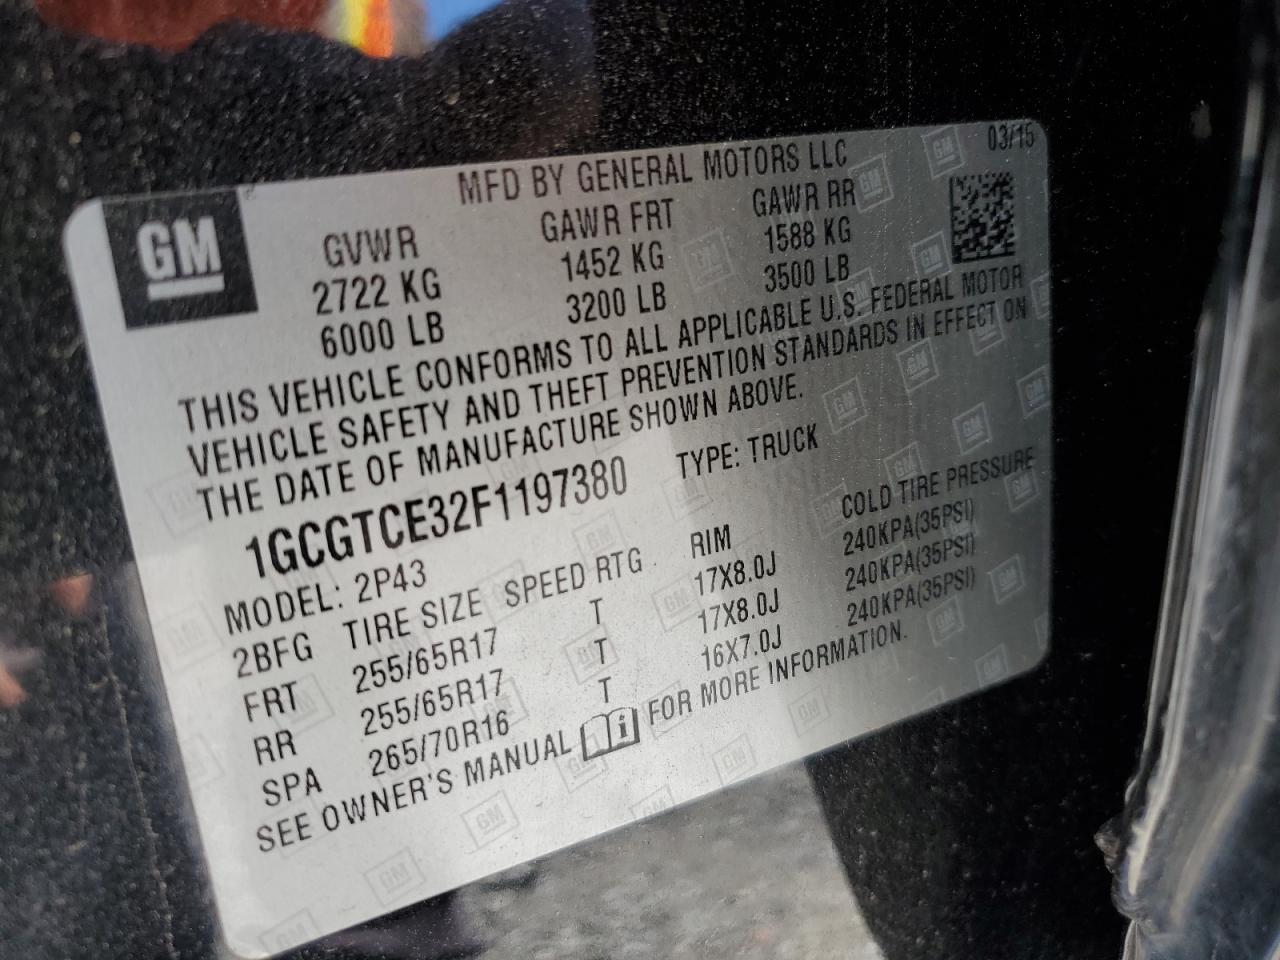 03/15
MFD BY GENERAL MOTORS LLC
GM
GVWR GAWR FRT GAWR RR
2722 KG 1452 KG 1588 KG
6000 LB 3200 LB 3500 LB
THIS VEHICLE CONFORMS TO ALL APPLICABLE U.S. FEDERAL MOTOR
VEHICLE SAFETY AND THEFT PREVENTION STANDARDS IN EFFECT ON
THE DATE OF MANUFACTURE SHOWN ABOVE.
1GCGTCE32F1197380 TYPE: TRUCK
MODEL: 2P43
2BFG TIRE SIZE SPEED RTG RIM COLD TIRE PRESSURE
FRT 255/65R17 T 17X8.0J 240KPA(35PSI)
RR 255/65R17 T 17X8.0J 240KPA(35PSI)
SPA 265/70R16 T 16X7.0J 240KPA(35PSI)
SEE OWNER'S MANUAL i FOR MORE INFORMATION.